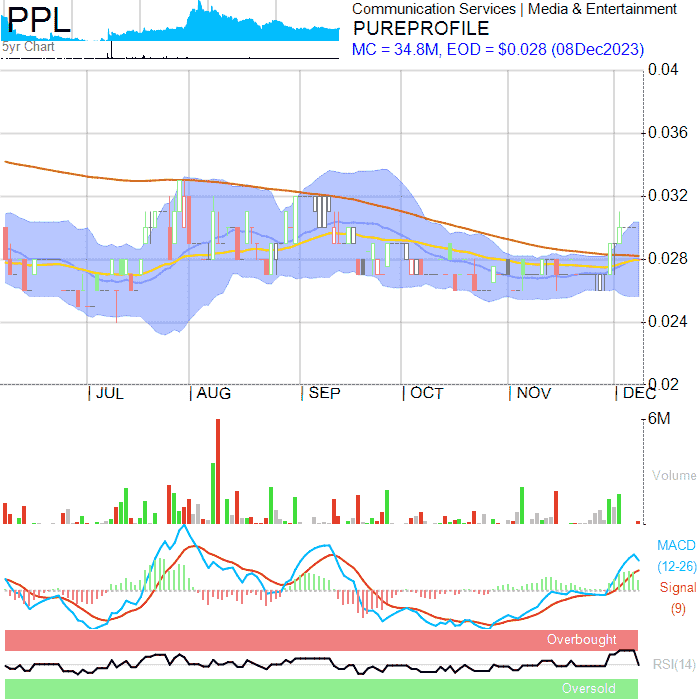 PPL
5yr Chart
Communication Services | Media & Entertainment
PUREPROFILE
MC = 34.8M, EOD = $0.028 (08Dec2023)
0.04
0.036
0.032
0.028
0.024
0.02
JUL AUG SEP OCT NOV DEC
6M
Volume
MACD
(12-26)
Signal
(9)
Overbought
RSI(14)
Oversold